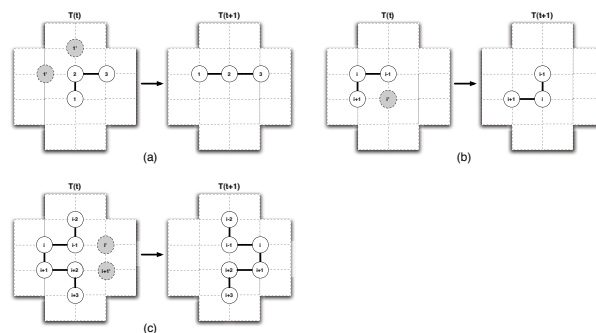 T(t) T(t+1)
1'
1' 2 3
1
1 2 3
(a)
T(t) T(t+1)
i i-1
i+1 i'
i-1
i+1 i
(b)
T(t) T(t+1)
i-2
i i-1 i'
i+1 i+2 i+1'
i+3
i-2
i-1 i
i+2 i+1
i+3
(c)